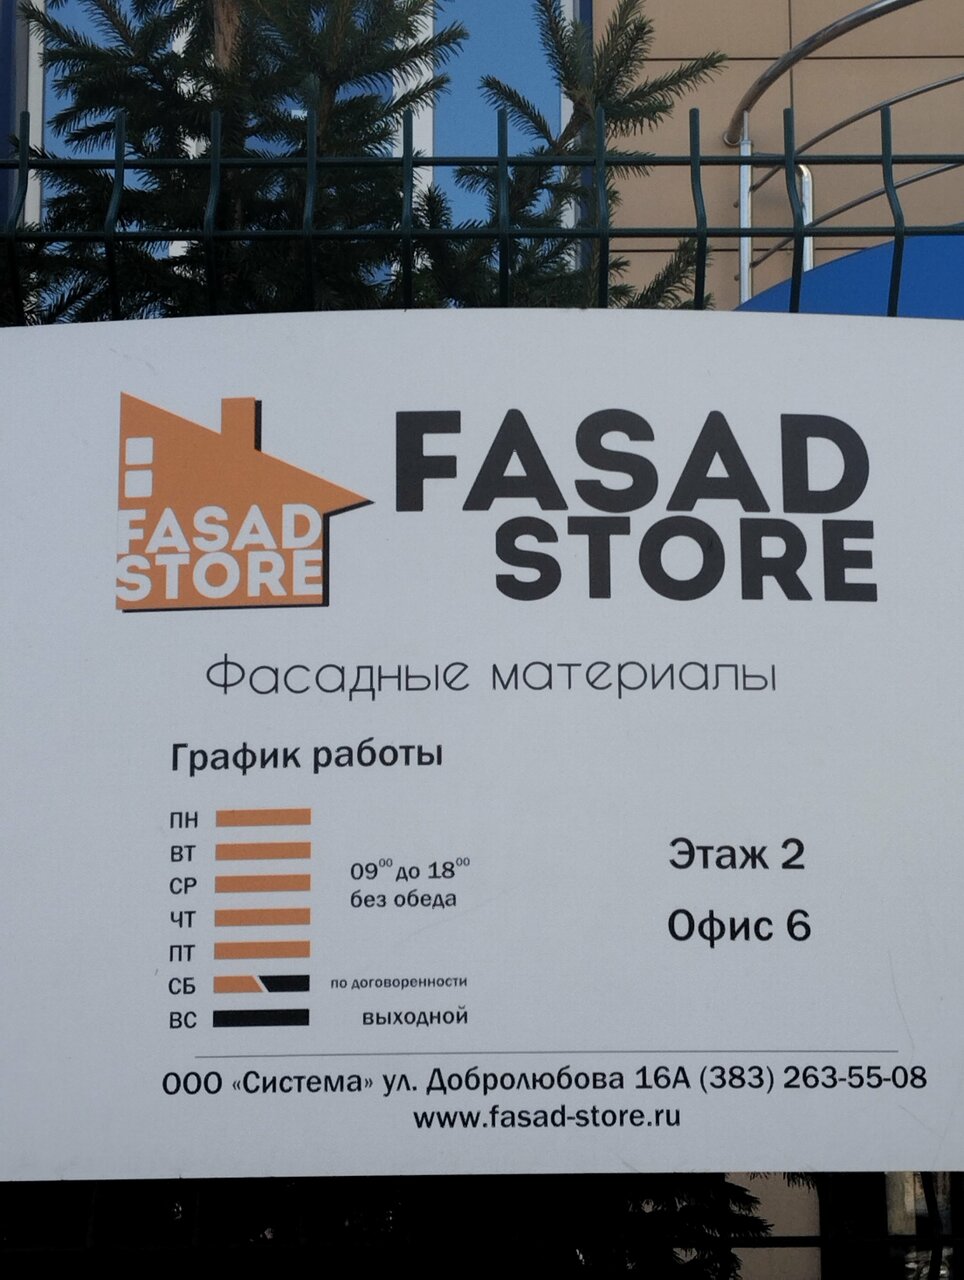 FASAD
STORE
FASAD
STORE
Фасадные материалы
График работы
ПН
ВТ
СР
ЧТ
ПТ
09⁰⁰ до 18⁰⁰
без обеда
СБ по договоренности
ВС выходной
Этаж 2
Офис 6
ООО «Система» ул. Добролюбова 16А (383) 263-55-08
www.fasad-store.ru